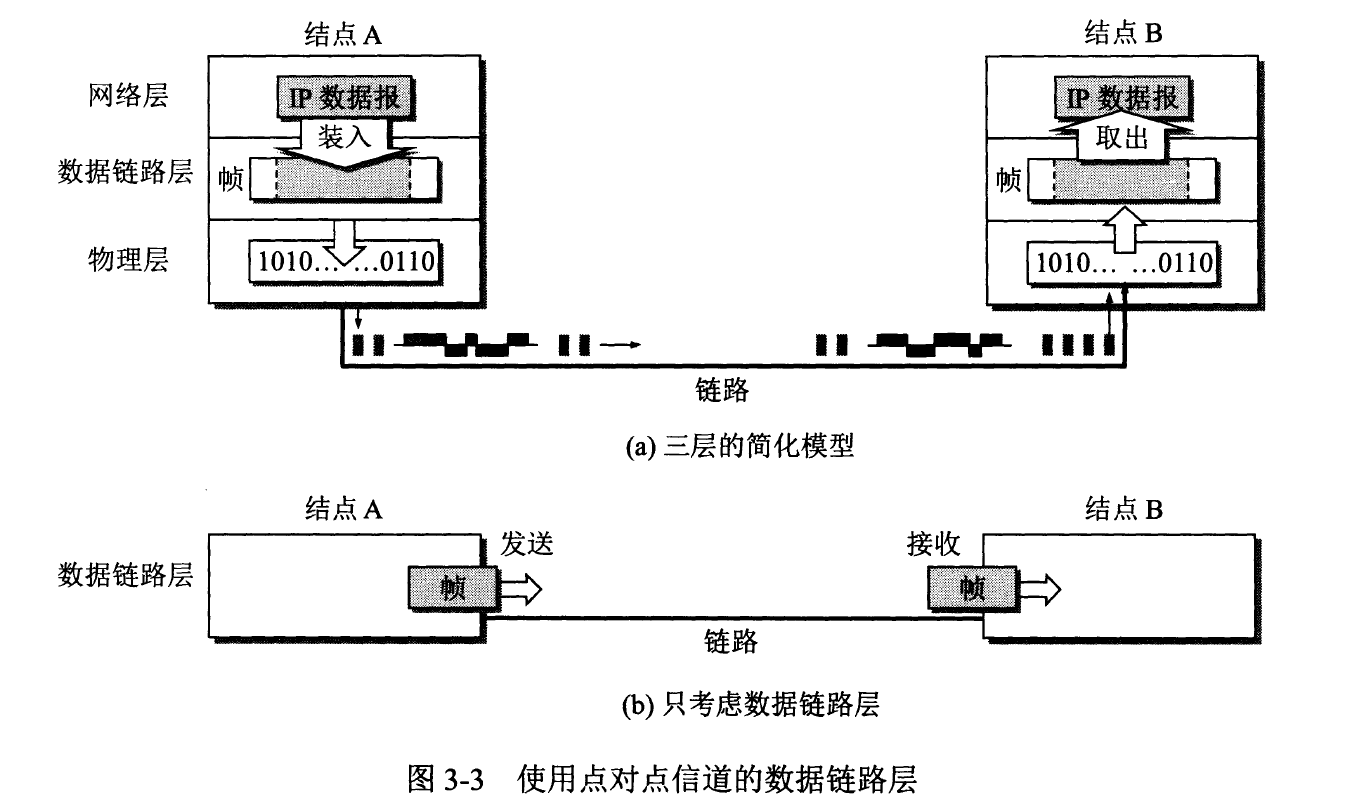 结点 A 结点 B
网络层 IP 数据报 IP 数据报
装入 取出
数据链路层 帧 帧
物理层 1010… …0110 1010… …0110
链路
(a) 三层的简化模型
结点 A 结点 B
发送 接收
数据链路层 帧 帧
链路
(b) 只考虑数据链路层
图 3-3 使用点对点信道的数据链路层